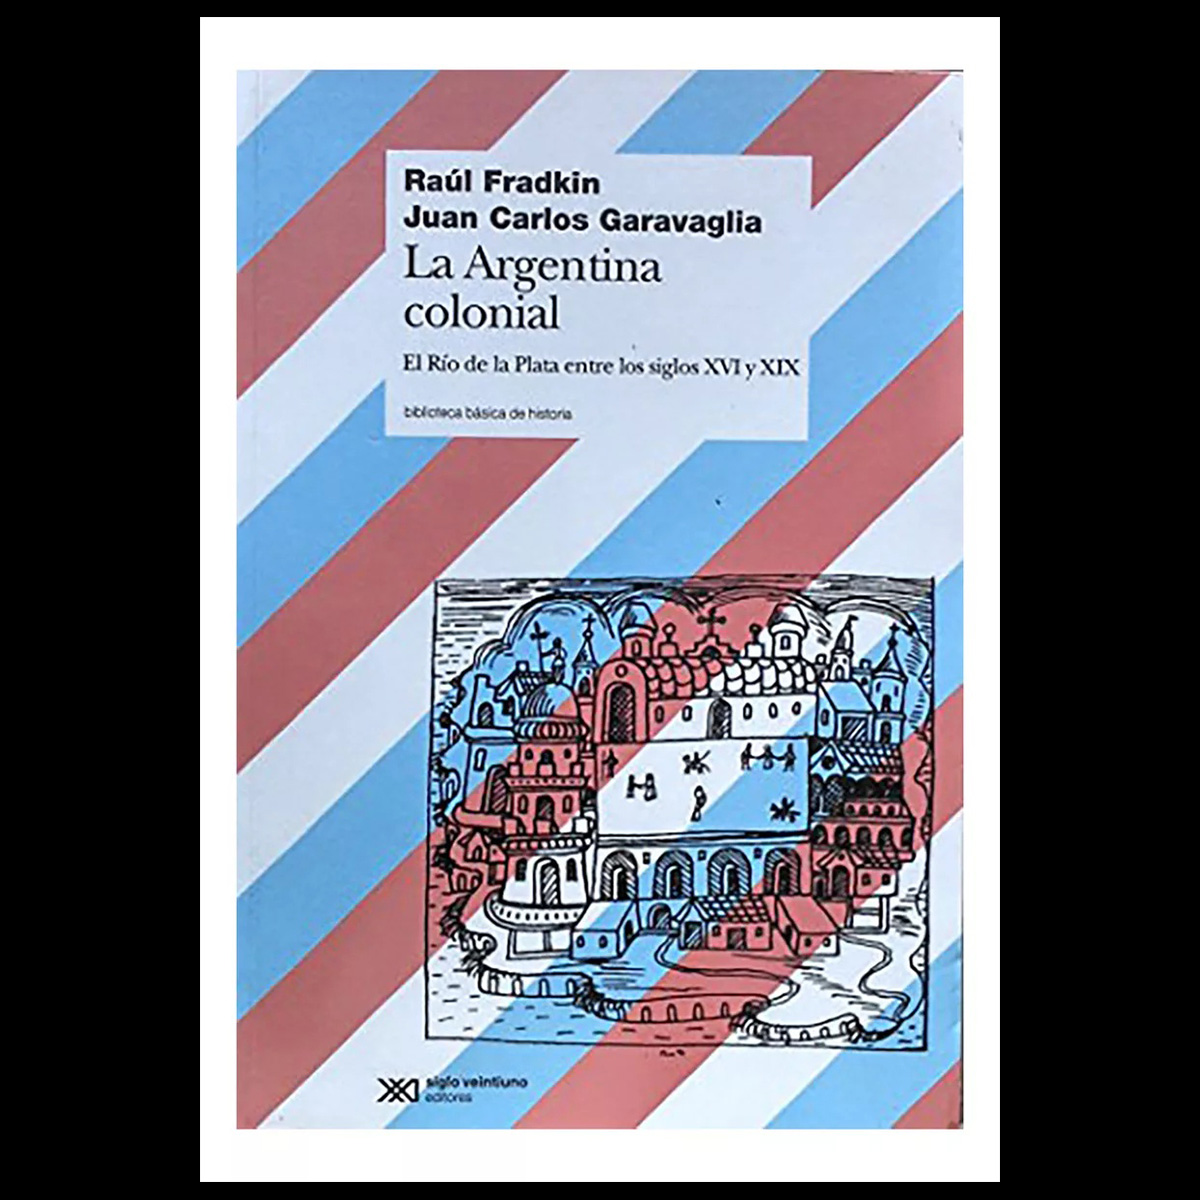 Raúl Fradkin
Juan Carlos Garavaglia
La Argentina
colonial
El Río de la Plata entre los siglos XVI y XIX
biblioteca básica de historia
siglo veintiuno
editores